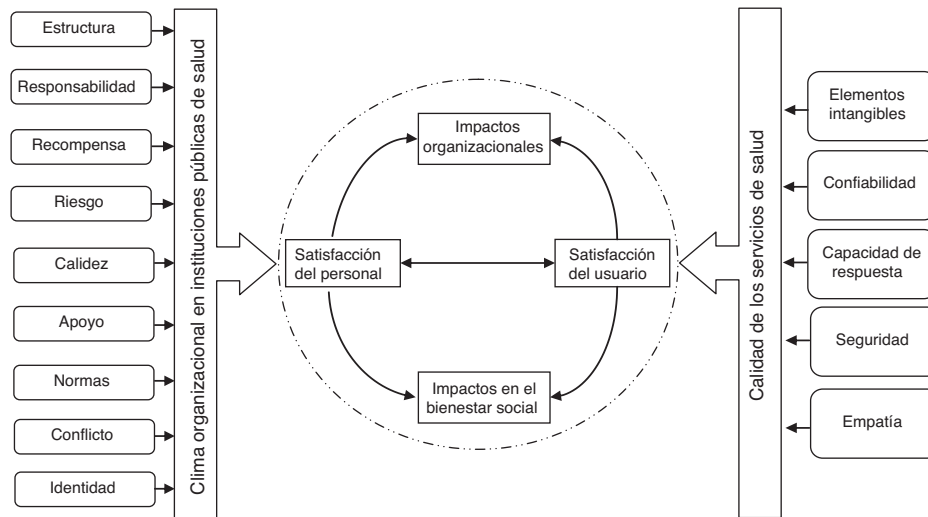 Estructura
Responsabilidad
Recompensa
Riesgo
Calidez
Apoyo
Normas
Conflicto
Identidad
Clima organizacional en instituciones públicas de salud
Impactos
organizacionales
Satisfacción
del personal
Satisfacción
del usuario
Impactos en el
bienestar social
Calidad de los servicios de salud
Elementos
intangibles
Confiabilidad
Capacidad de
respuesta
Seguridad
Empatía